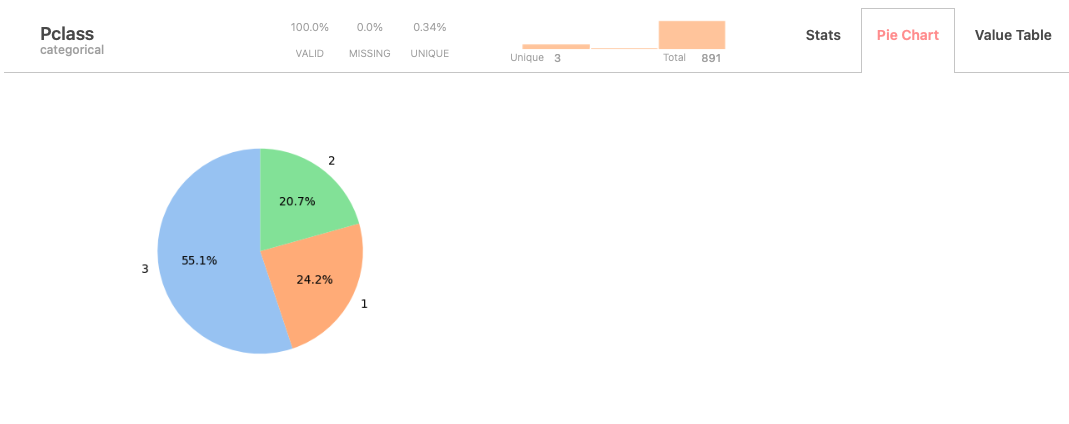 Pclass
categorical
100.0% 0.0% 0.34%
VALID MISSING UNIQUE
Unique 3 Total 891
Stats Pie Chart Value Table
2
20.7%
55.1%
3
24.2%
1